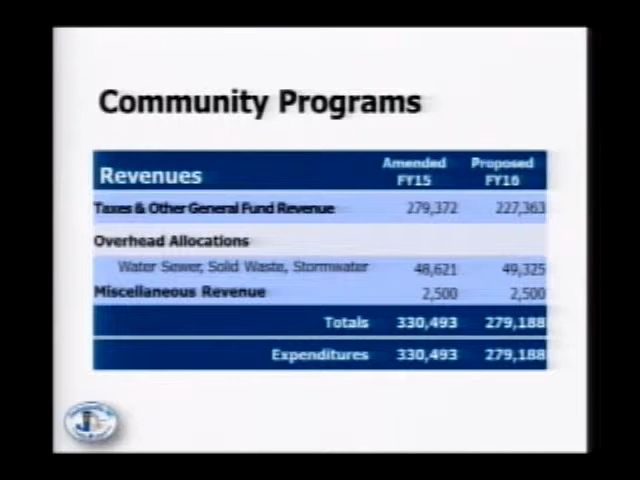 Community Programs
Revenues Amended FY15 Proposed FY16
Taxes & Other General Fund Revenue 279,372 227,363
Overhead Allocations
Water Sewer, Solid Waste, Stormwater 48,621 49,325
Miscellaneous Revenue 2,500 2,500
Totals 330,493 279,188
Expenditures 330,493 279,188